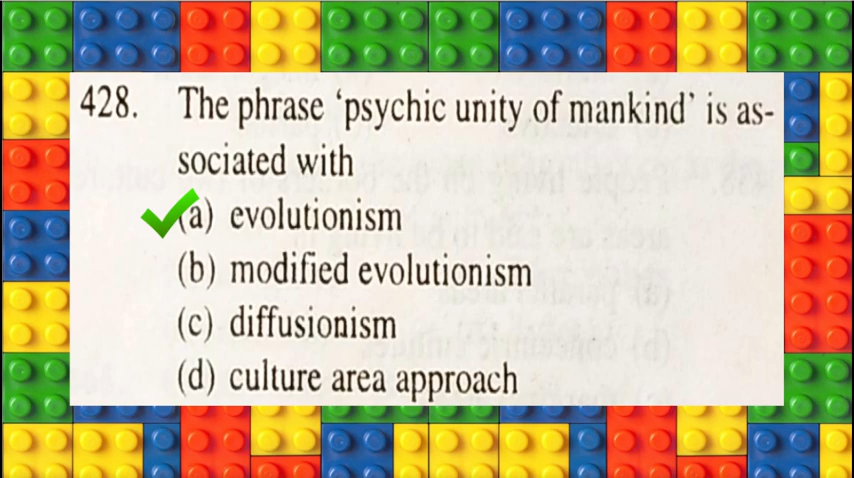 428. The phrase ‘psychic unity of mankind’ is as-
sociated with
(a) evolutionism
(b) modified evolutionism
(c) diffusionism
(d) culture area approach